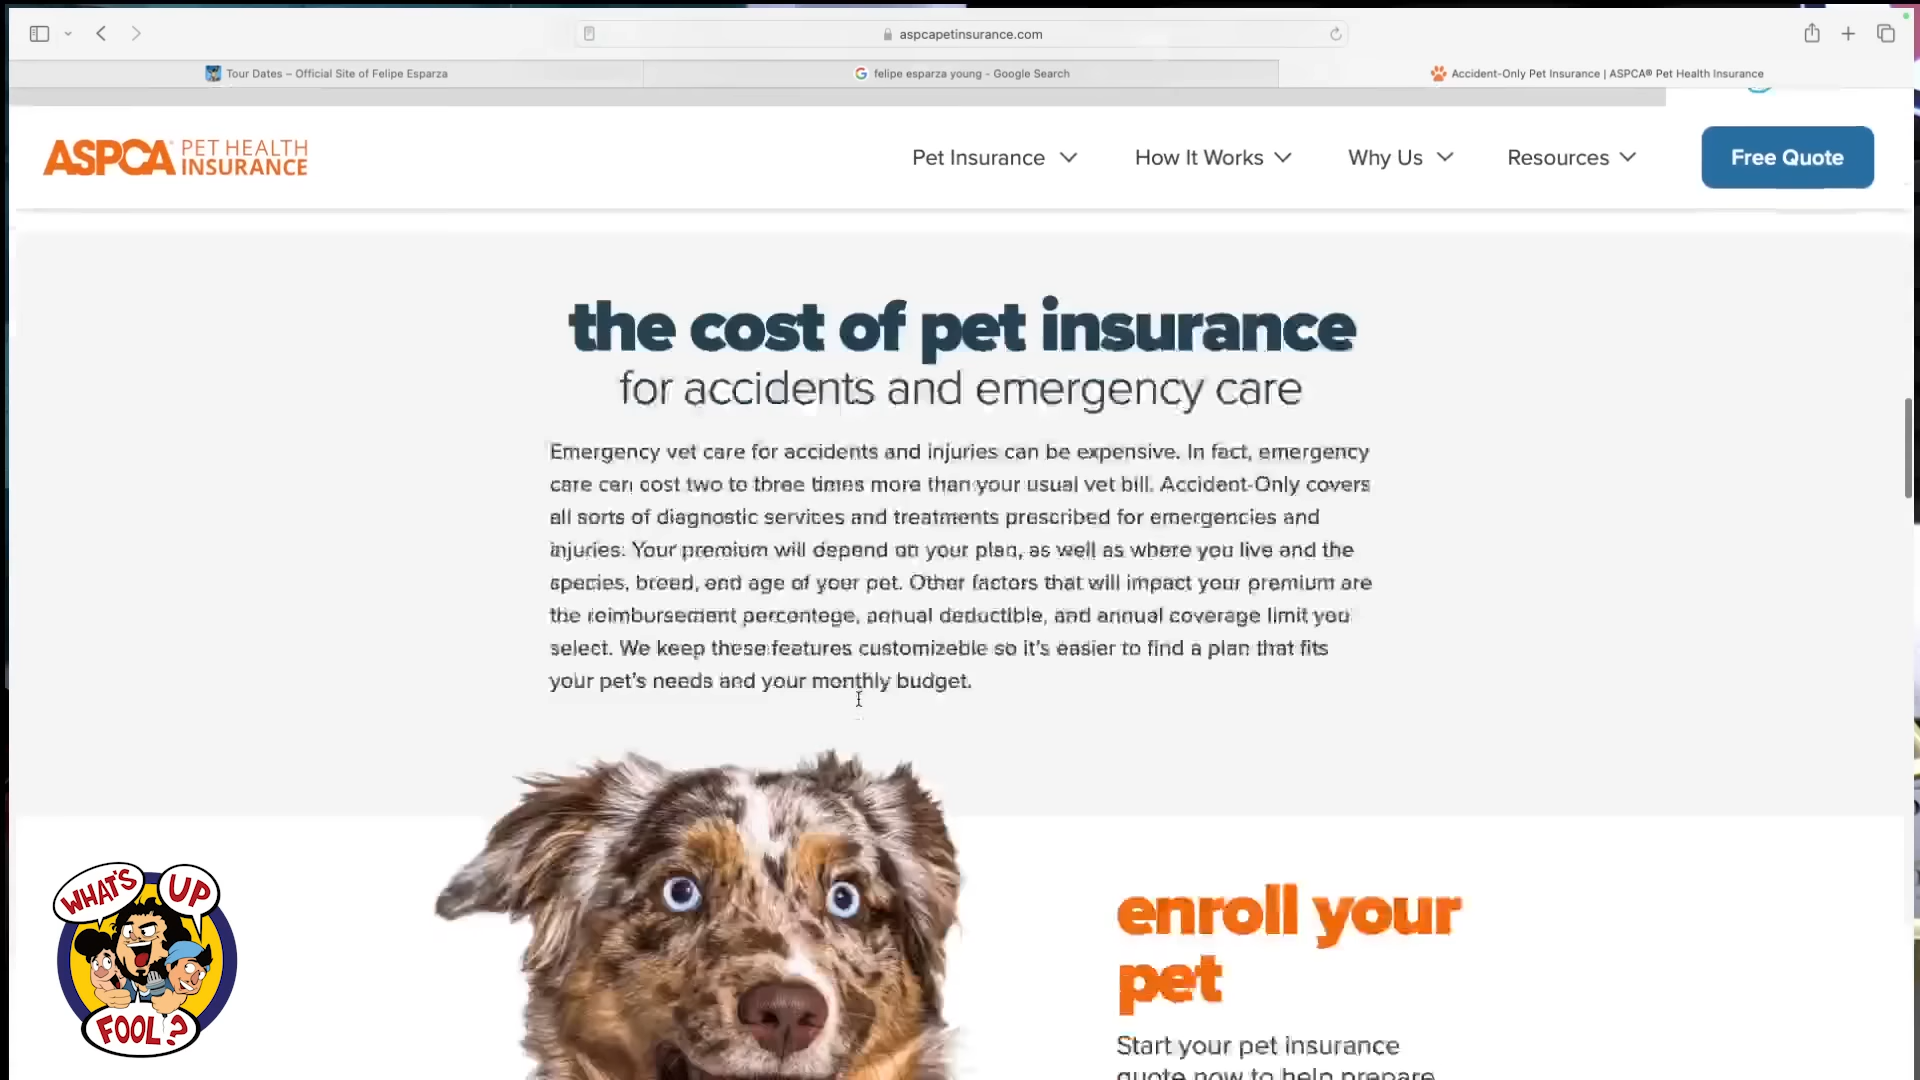 aspcapetinsurance.com
Tour Dates – Official Site of Felipe Esparza
felipe esparza young - Google Search
Accident-Only Pet Insurance | ASPCA® Pet Health Insurance
ASPCA® PET HEALTH INSURANCE
Pet Insurance
How It Works
Why Us
Resources
Free Quote
the cost of pet insurance
for accidents and emergency care
Emergency vet care for accidents and injuries can be expensive. In fact, emergency
care can cost two to three times more than your usual vet bill. Accident-Only covers
all sorts of diagnostic services and treatments prescribed for emergencies and
injuries. Your premium will depend on your plan, as well as where you live and the
species, breed, and age of your pet. Other factors that will impact your premium are
the reimbursement percentage, annual deductible, and annual coverage limit you
select. We keep these features customizable so it's easier to find a plan that fits
your pet's needs and your monthly budget.
enroll your
pet
Start your pet insurance
quote now to help prepare
WHAT'S UP
FOOL?